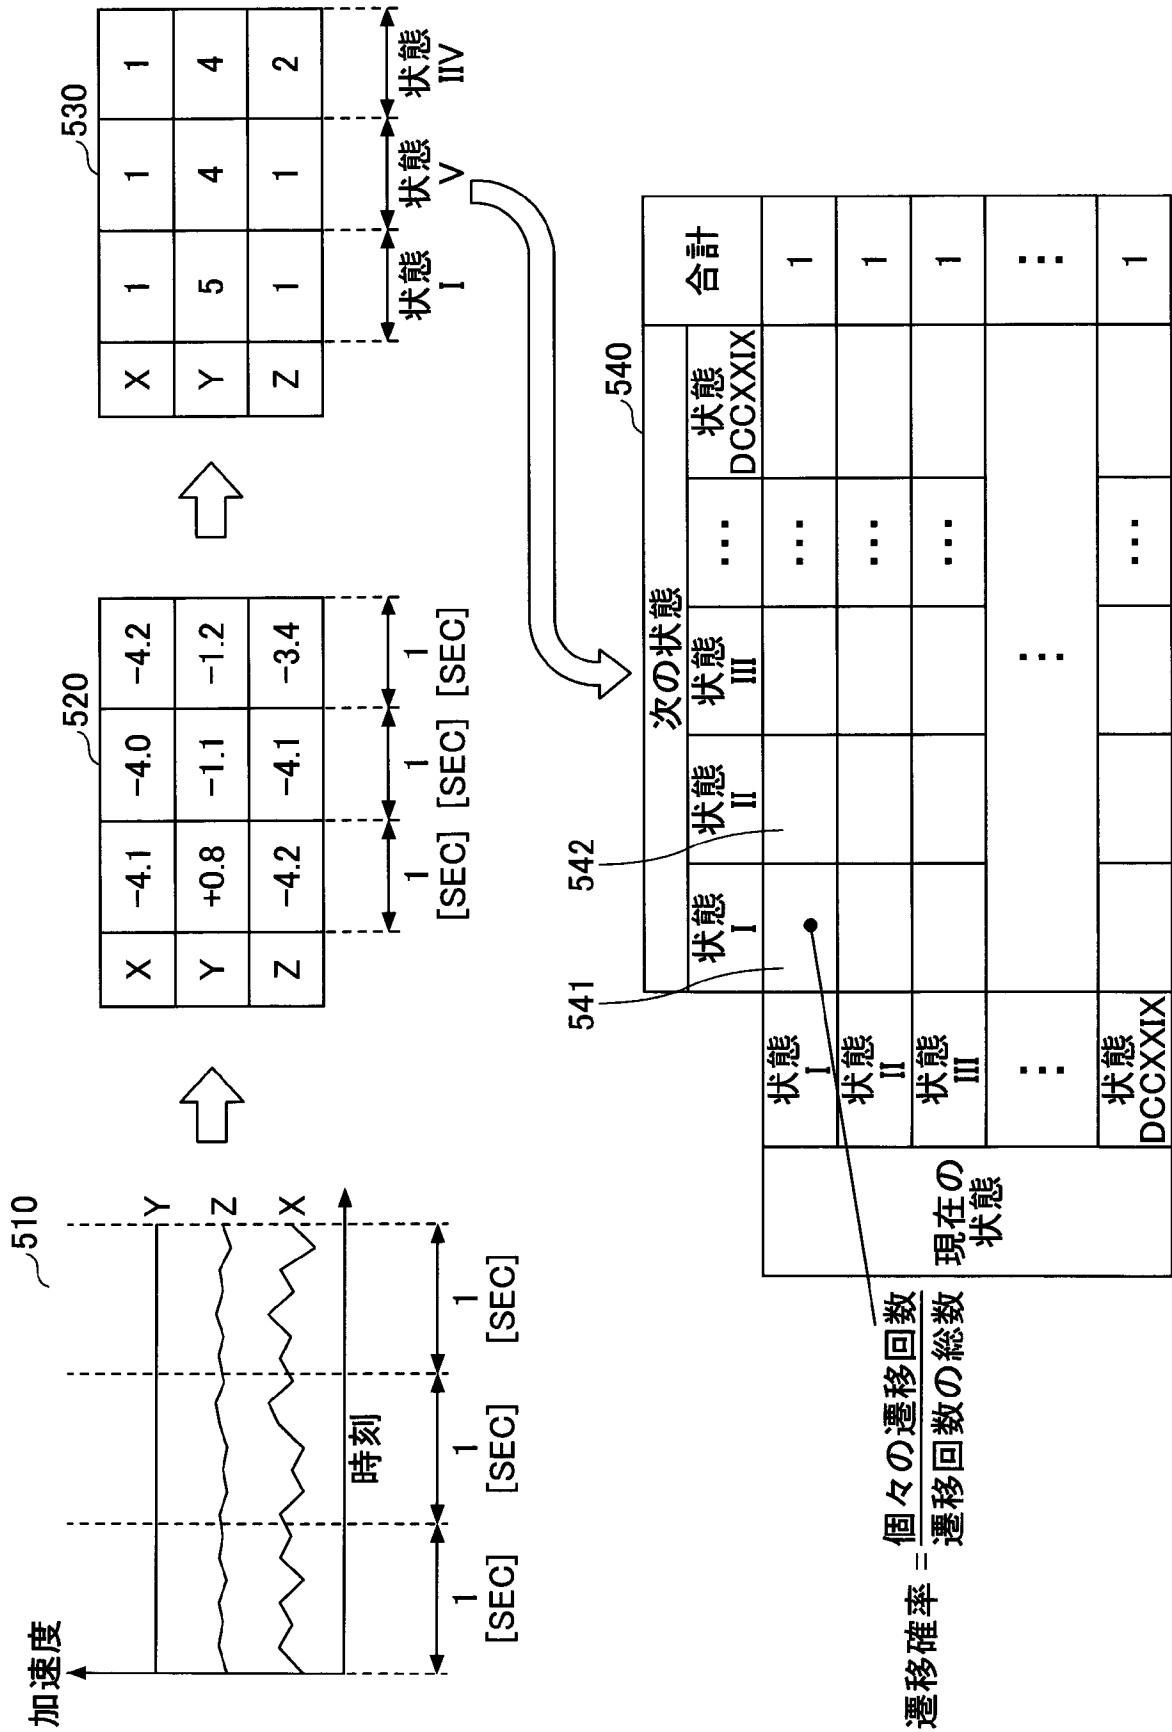 510
加速度
Y
Z
X
時刻
1 1 1
[SEC] [SEC] [SEC]
520
X −4.1 −4.0 −4.2
Y +0.8 −1.1 −1.2
Z −4.2 −4.1 −3.4
1 1 1
[SEC] [SEC] [SEC]
530
X 1 1 1
Y 5 4 4
Z 1 1 2
状態 状態 状態
I V IIV
540
541 542
次の状態 合計
状態 状態 状態 … 状態
I II III DCCXXIX
現在の
状態
状態 … 1
I
状態 … 1
II
状態 … 1
III
⋮ ⋮ ⋮
状態 … 1
DCCXXIX
遷移確率 = 個々の遷移回数
遷移回数の総数